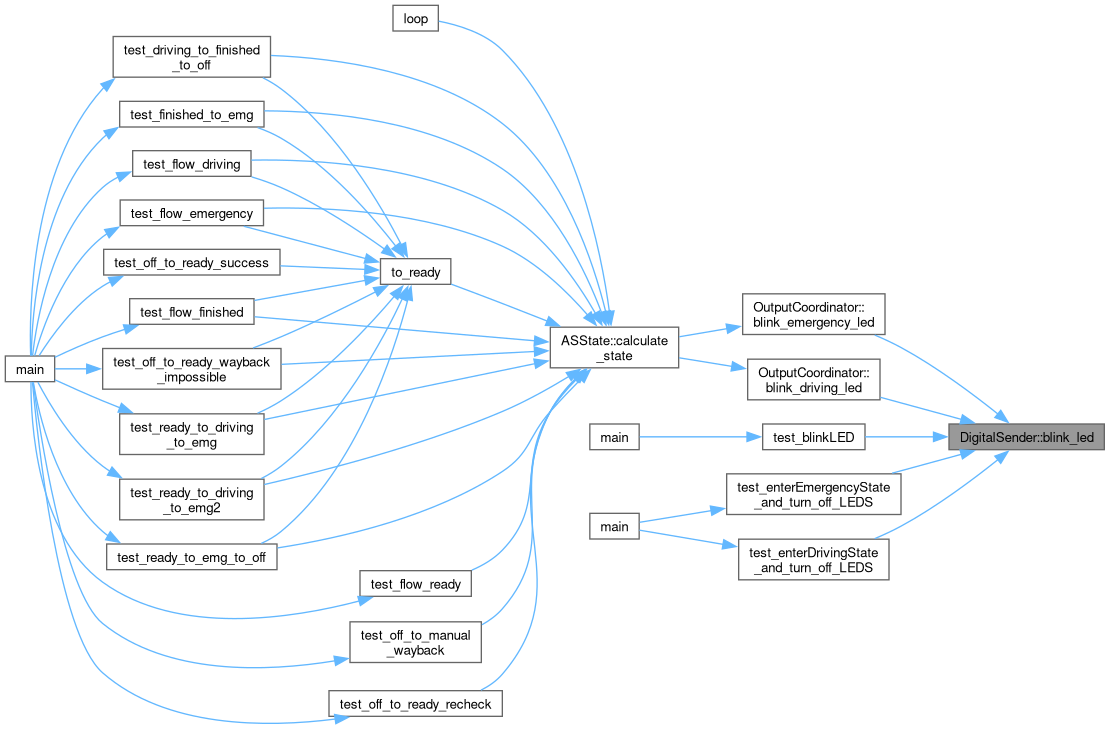 loop
test_driving_to_finished
_to_off
test_finished_to_emg
test_flow_driving
test_flow_emergency
test_off_to_ready_success
to_ready
test_flow_finished
OutputCoordinator::
blink_emergency_led
ASState::calculate
_state
main
test_off_to_ready_wayback
_impossible
OutputCoordinator::
blink_driving_led
test_ready_to_driving
_to_emg
main
test_blinkLED
DigitalSender::blink_led
test_ready_to_driving
_to_emg2
test_enterEmergencyState
_and_turn_off_LEDS
main
test_ready_to_emg_to_off
test_enterDrivingState
_and_turn_off_LEDS
test_flow_ready
test_off_to_manual
_wayback
test_off_to_ready_recheck